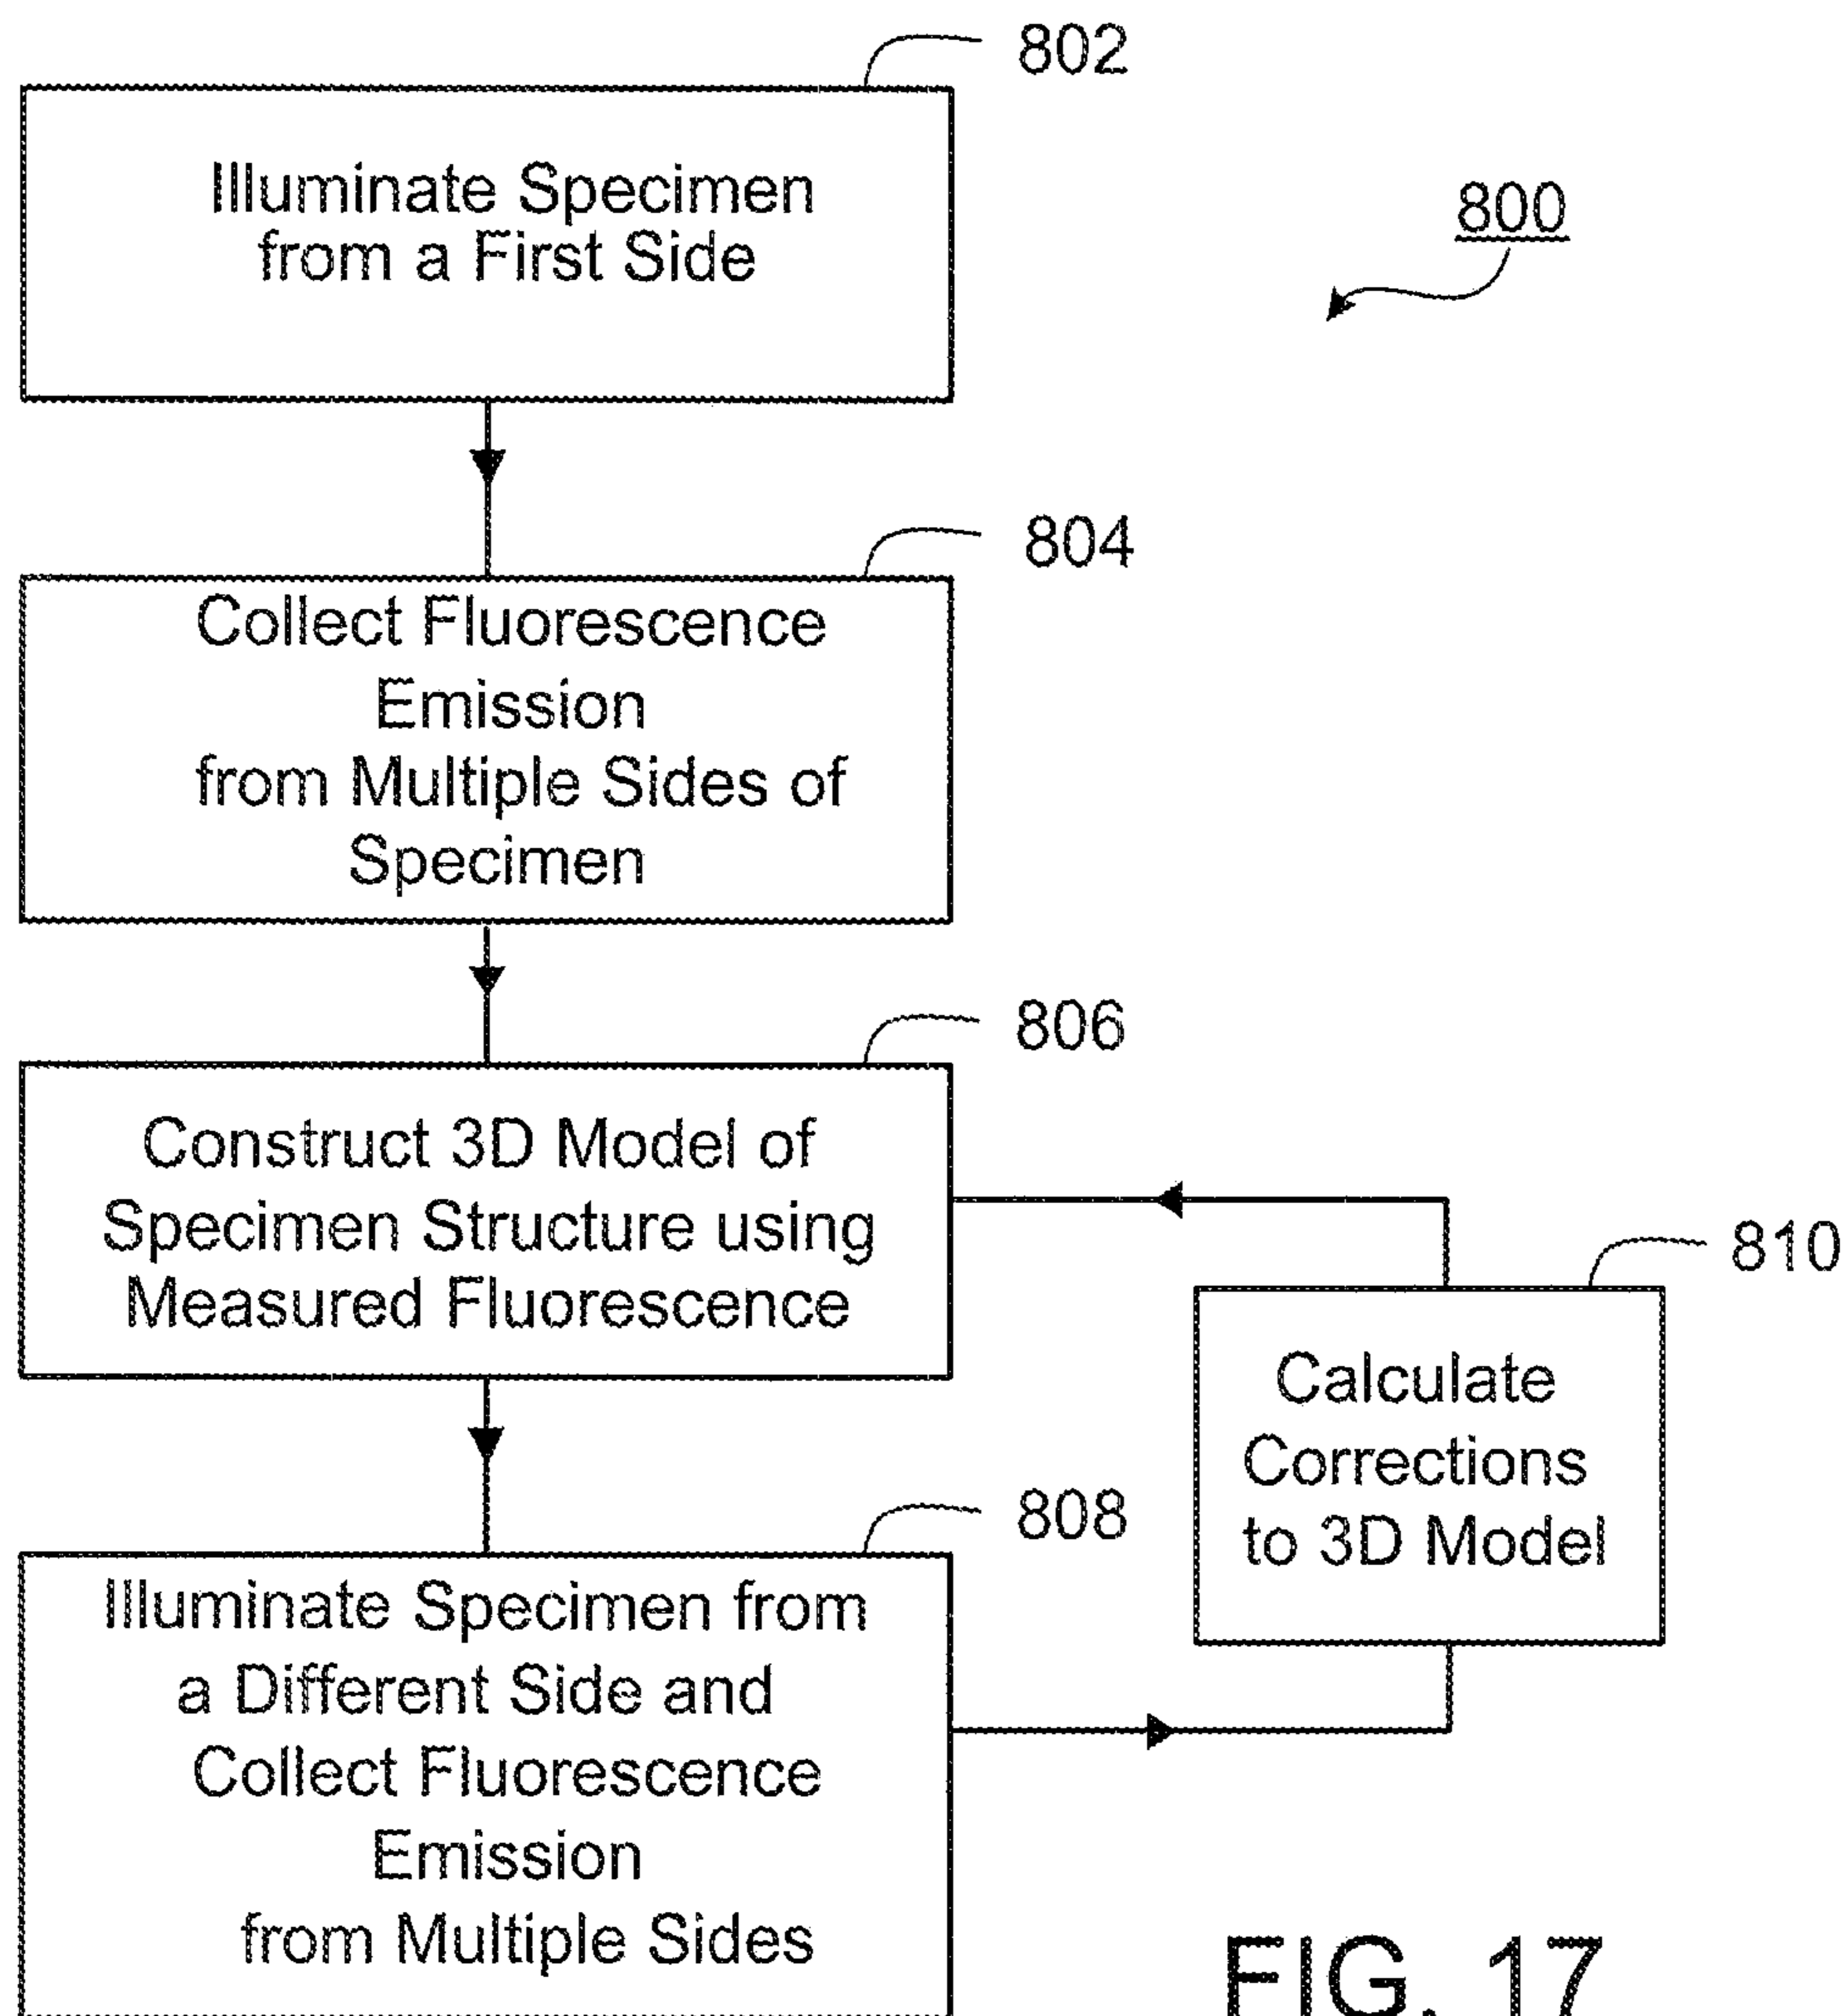 802
Illuminate Specimen
from a First Side
800
804
Collect Fluorescence
Emission
from Multiple Sides of
Specimen
806
Construct 3D Model of
Specimen Structure using
Measured Fluorescence
810
Calculate
Corrections
to 3D Model
808
Illuminate Specimen from
a Different Side and
Collect Fluorescence
Emission
from Multiple Sides
FIG. 17